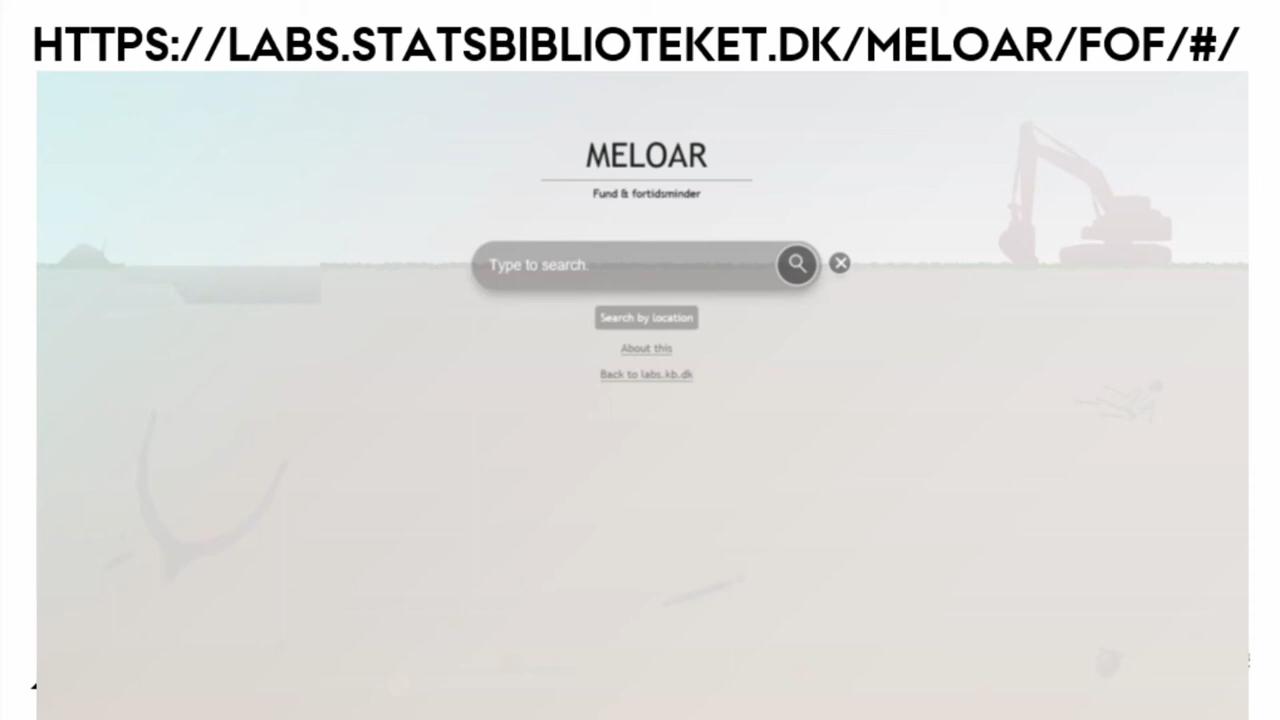 HTTPS://LABS.STATSBIBLIOTEKET.DK/MELOAR/FOF/#/
MELOAR
Fund & fortidsminder
Type to search.
Search by location
About this
Back to labs.kb.dk